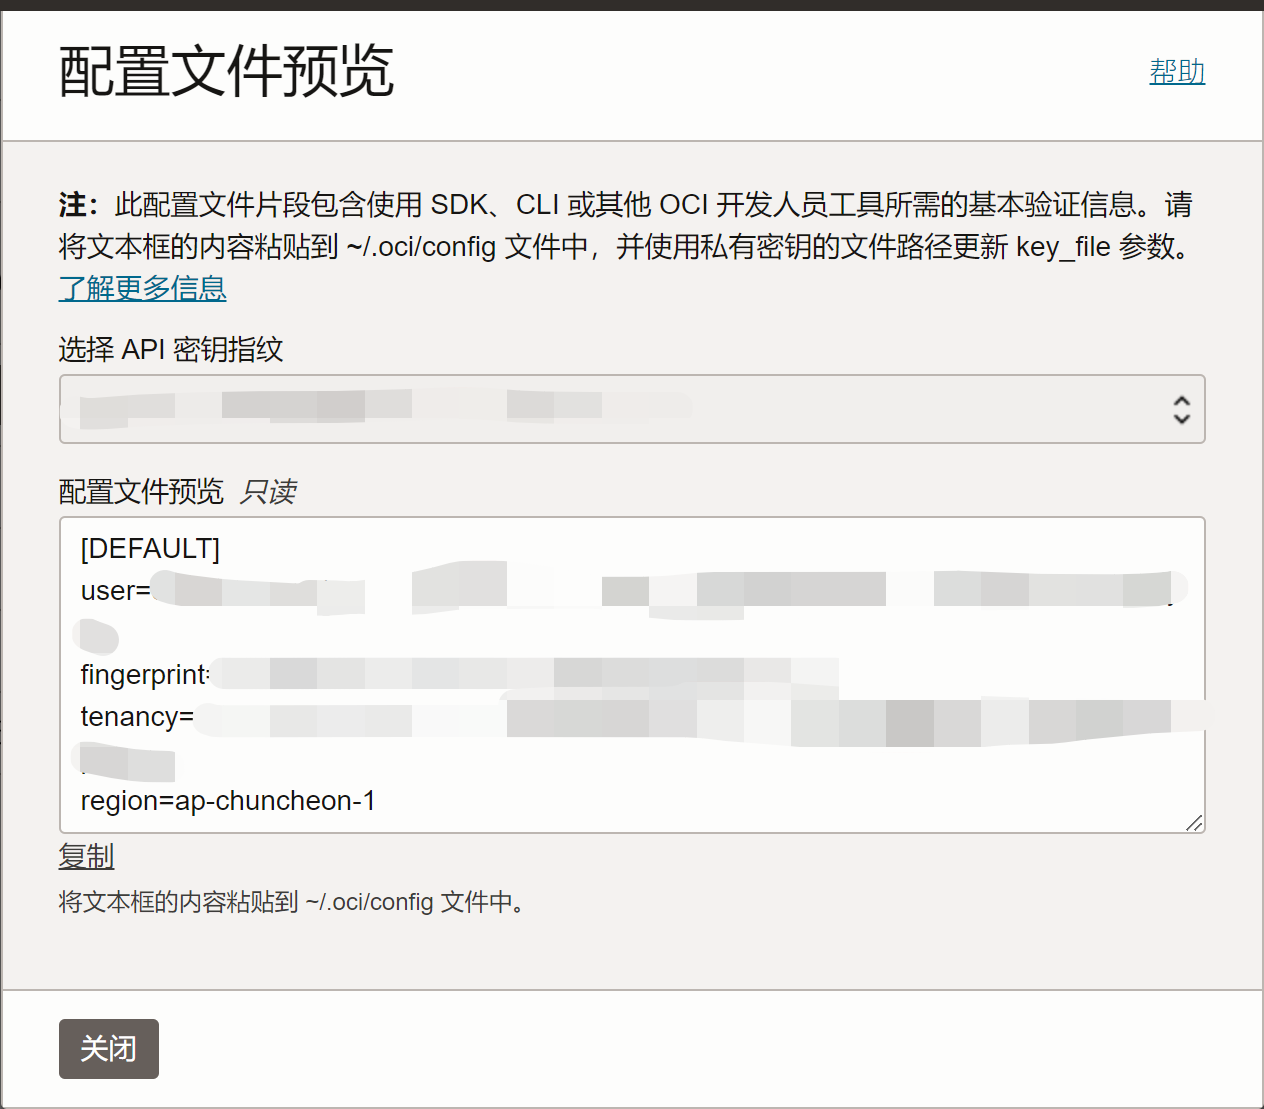 配置文件预览
帮助
注：此配置文件片段包含使用 SDK、CLI 或其他 OCI 开发人员工具所需的基本验证信息。请
将文本框的内容粘贴到 ~/.oci/config 文件中，并使用私有密钥的文件路径更新 key_file 参数。
了解更多信息
选择 API 密钥指纹
配置文件预览 只读
[DEFAULT]
user=
fingerprint=
tenancy=
region=ap-chuncheon-1
复制
将文本框的内容粘贴到 ~/.oci/config 文件中。
关闭